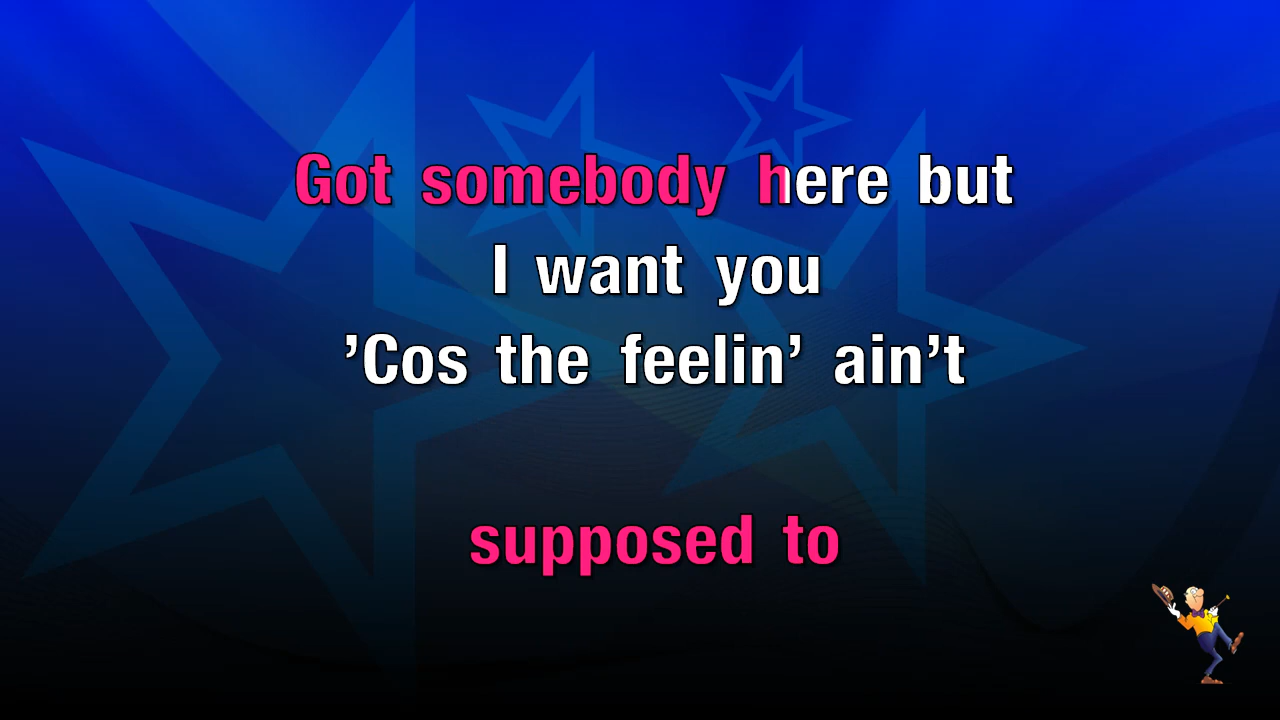 Got somebody here but
I want you
’Cos the feelin’ ain’t
supposed to